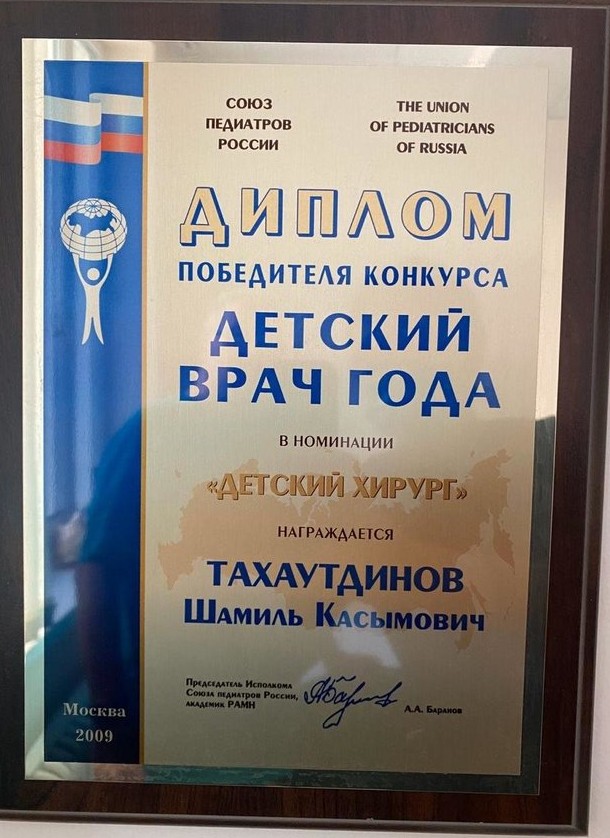 СОЮЗ
ПЕДИАТРОВ
РОССИИ
THE UNION
OF PEDIATRICIANS
OF RUSSIA
ДИПЛОМ
ПОБЕДИТЕЛЯ КОНКУРСА
ДЕТСКИЙ
ВРАЧ ГОДА
В НОМИНАЦИИ
«ДЕТСКИЙ ХИРУРГ»
НАГРАЖДАЕТСЯ
ТАХАУТДИНОВ
ШАМИЛЬ КАСЫМОВИЧ
Председатель Исполкома
Союза педиатров России,
академик РАМН
А.А. Баранов
Москва
2009